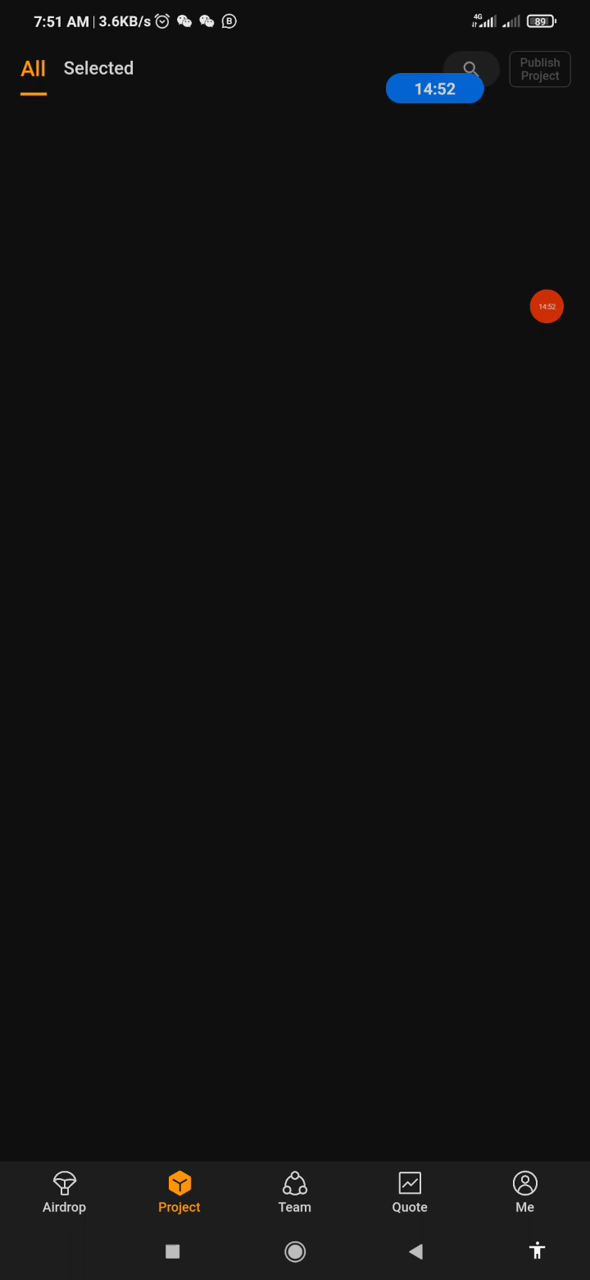 7:51 AM | 3.6KB/s
4G
89
All
Selected
Publish
Project
14:52
14:52
Airdrop
Project
Team
Quote
Me